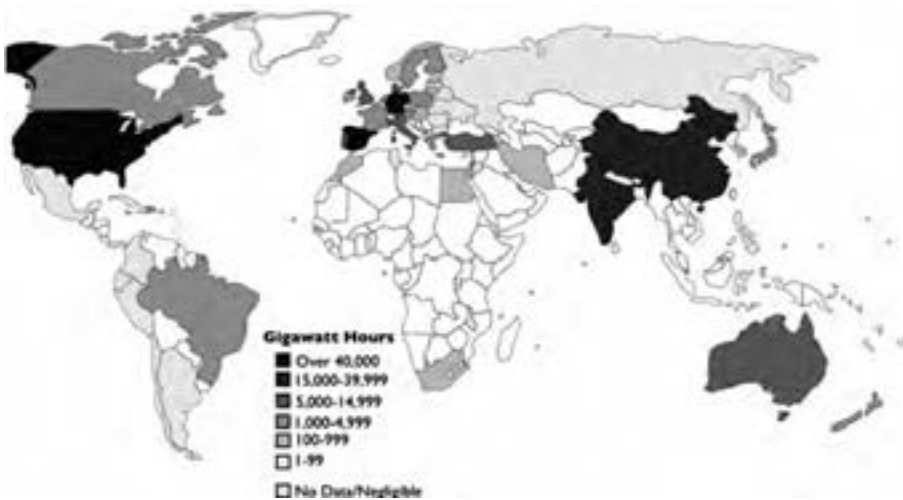 Gigawatt Hours
Over 40,000
15,000-39,999
5,000-14,999
1,000-4,999
100-999
1-99
No Data/Negligible